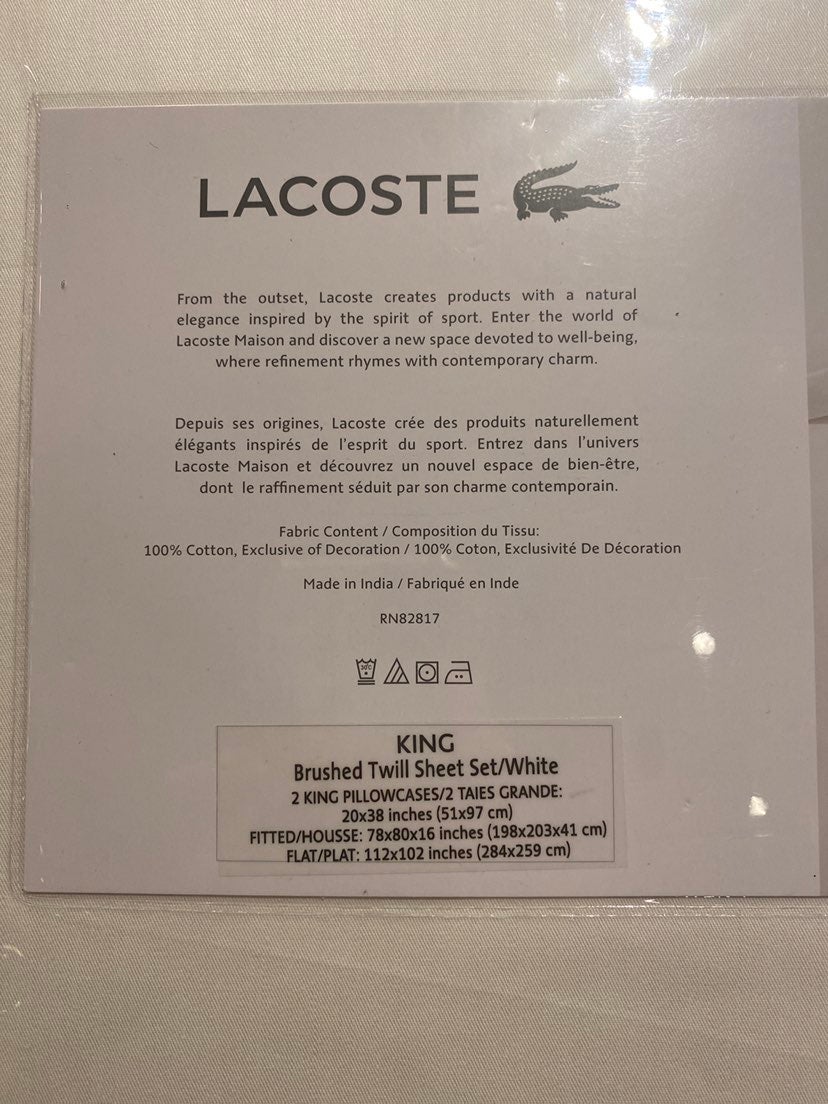 LACOSTE
From the outset, Lacoste creates products with a natural
elegance inspired by the spirit of sport. Enter the world of
Lacoste Maison and discover a new space devoted to well-being,
where refinement rhymes with contemporary charm.
Depuis ses origines, Lacoste crée des produits naturellement
élégants inspirés de l'esprit du sport. Entrez dans l'univers
Lacoste Maison et découvrez un nouvel espace de bien-être,
dont le raffinement séduit par son charme contemporain.
Fabric Content / Composition du Tissu:
100% Cotton, Exclusive of Decoration / 100% Coton, Exclusivité De Décoration
Made in India / Fabriqué en Inde
RN82817
30°C
KING
Brushed Twill Sheet Set/White
2 KING PILLOWCASES/2 TAIES GRANDE:
20x38 inches (51x97 cm)
FITTED/HOUSSE: 78x80x16 inches (198x203x41 cm)
FLAT/PLAT: 112x102 inches (284x259 cm)